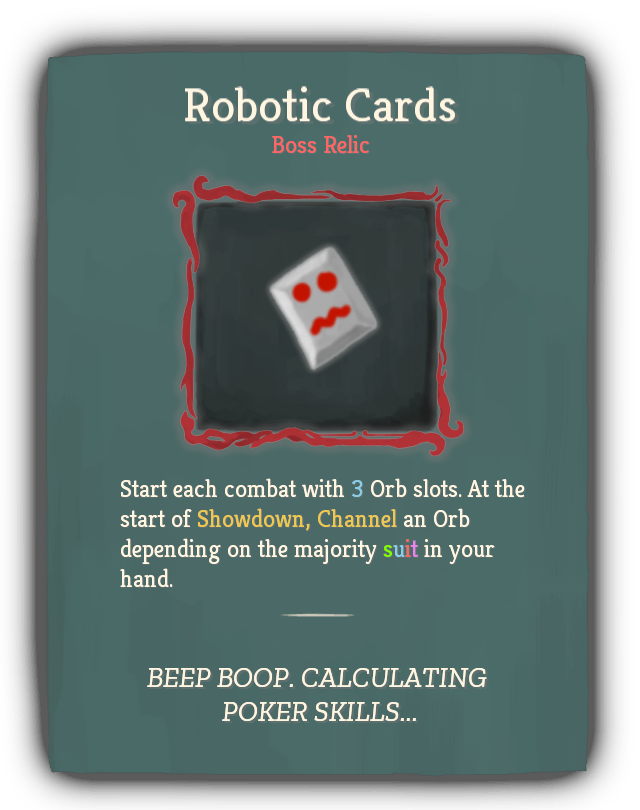 Robotic Cards
Boss Relic
Start each combat with 3 Orb slots. At the
start of Showdown, Channel an Orb
depending on the majority suit in your
hand.
BEEP BOOP. CALCULATING
POKER SKILLS...